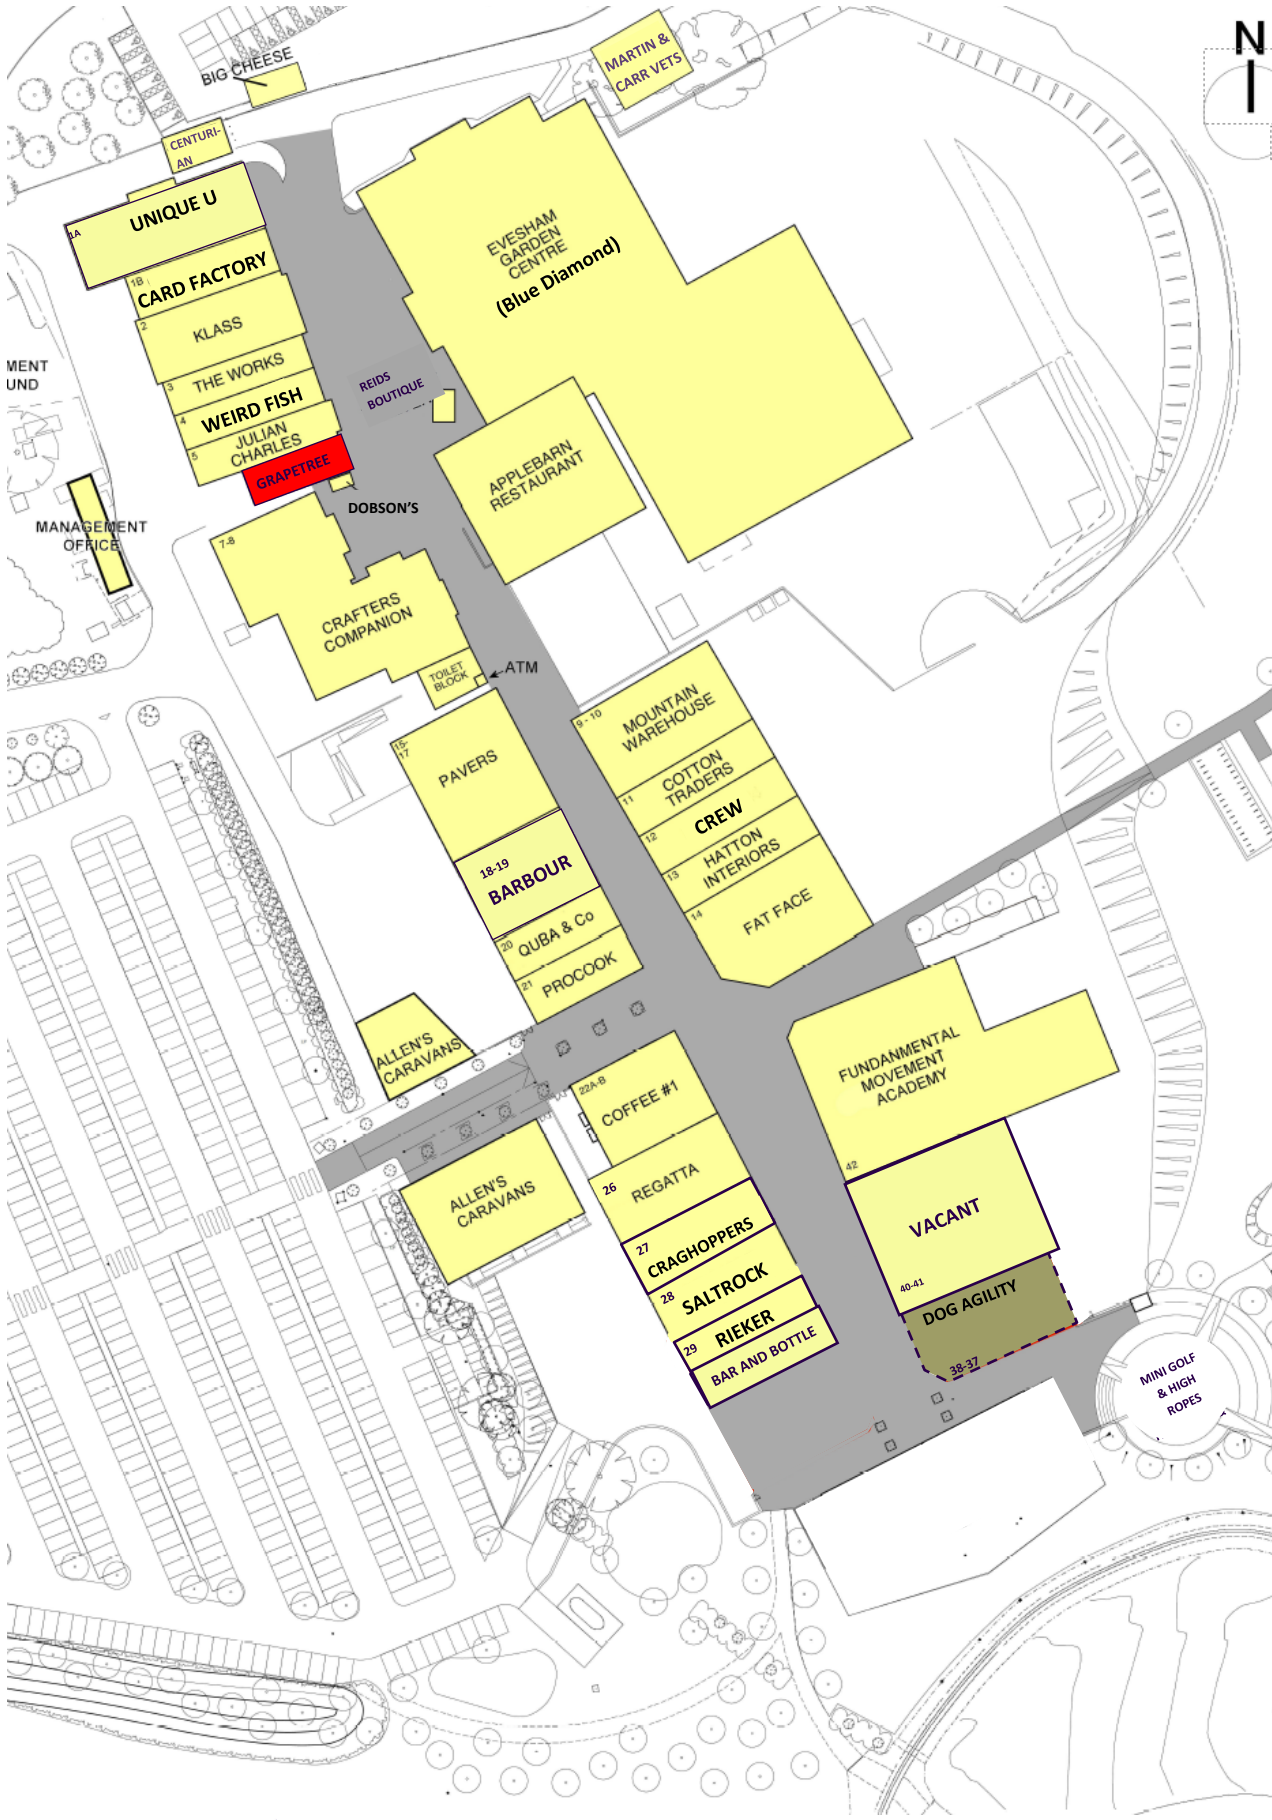 N
BIG CHEESE
MARTIN &
CARR VETS
CENTURI-
AN
1A
UNIQUE U
EVESHAM
GARDEN
CENTRE
(Blue Diamond)
1B
CARD FACTORY
2
KLASS
MENT
UND
3
THE WORKS
REIDS
BOUTIQUE
4
WEIRD FISH
5
JULIAN
CHARLES
GRAPETREE
APPLEBARN
RESTAURANT
DOBSON'S
MANAGEMENT
OFFICE
7-8
CRAFTERS
COMPANION
TOILET
BLOCK
ATM
9 - 10
MOUNTAIN
WAREHOUSE
15-
17
PAVERS
11
COTTON
TRADERS
12
CREW
13
HATTON
INTERIORS
14
FAT FACE
18-19
BARBOUR
20
QUBA & Co
21
PROCOOK
ALLEN'S
CARAVANS
FUNDANMENTAL
MOVEMENT
ACADEMY
42
22A-B
COFFEE #1
ALLEN'S
CARAVANS
26
REGATTA
27
CRAGHOPPERS
VACANT
40-41
28
SALTROCK
DOG AGILITY
38-37
29
RIEKER
BAR AND BOTTLE
MINI GOLF
& HIGH
ROPES